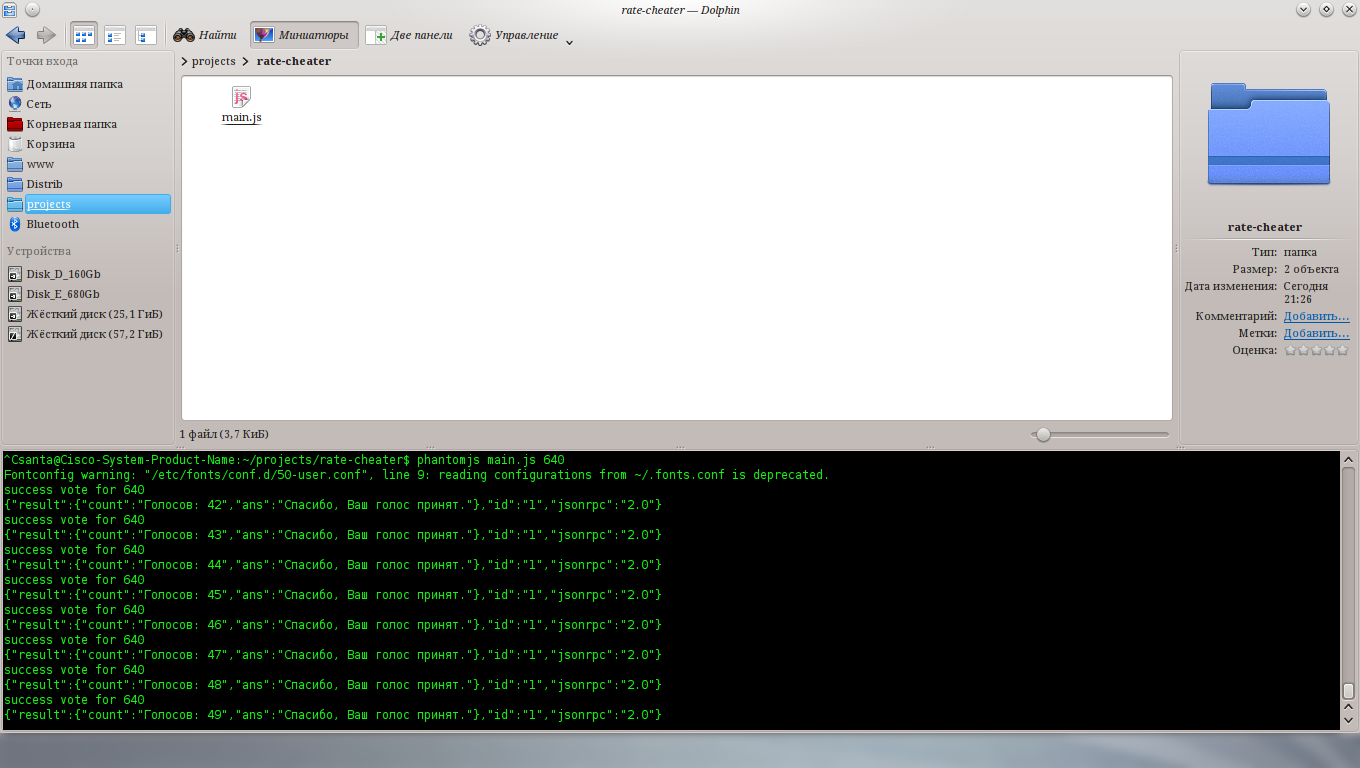 rate-cheater — Dolphin
Найти
Миниатюры
Две панели
Управление
Точки входа
Домашняя папка
Сеть
Корневая папка
Корзина
www
Distrib
projects
Bluetooth
Устройства
Disk_D_160Gb
Disk_E_680Gb
Жёсткий диск (25,1 ГиБ)
Жёсткий диск (57,2 ГиБ)
projects rate-cheater
JS
main.js
1 файл (3,7 КиБ)
rate-cheater
Тип: папка
Размер: 2 объекта
Дата изменения: Сегодня
21:26
Комментарий: Добавить...
Метки: Добавить...
Оценка:
^Csanta@Cisco-System-Product-Name:~/projects/rate-cheater$ phantomjs main.js 640
Fontconfig warning: "/etc/fonts/conf.d/50-user.conf", line 9: reading configurations from ~/.fonts.conf is deprecated.
success vote for 640
{"result":{"count":"Голосов: 42","ans":"Спасибо, Ваш голос принят."},"id":"1","jsonrpc":"2.0"}
success vote for 640
{"result":{"count":"Голосов: 43","ans":"Спасибо, Ваш голос принят."},"id":"1","jsonrpc":"2.0"}
success vote for 640
{"result":{"count":"Голосов: 44","ans":"Спасибо, Ваш голос принят."},"id":"1","jsonrpc":"2.0"}
success vote for 640
{"result":{"count":"Голосов: 45","ans":"Спасибо, Ваш голос принят."},"id":"1","jsonrpc":"2.0"}
success vote for 640
{"result":{"count":"Голосов: 46","ans":"Спасибо, Ваш голос принят."},"id":"1","jsonrpc":"2.0"}
success vote for 640
{"result":{"count":"Голосов: 47","ans":"Спасибо, Ваш голос принят."},"id":"1","jsonrpc":"2.0"}
success vote for 640
{"result":{"count":"Голосов: 48","ans":"Спасибо, Ваш голос принят."},"id":"1","jsonrpc":"2.0"}
success vote for 640
{"result":{"count":"Голосов: 49","ans":"Спасибо, Ваш голос принят."},"id":"1","jsonrpc":"2.0"}